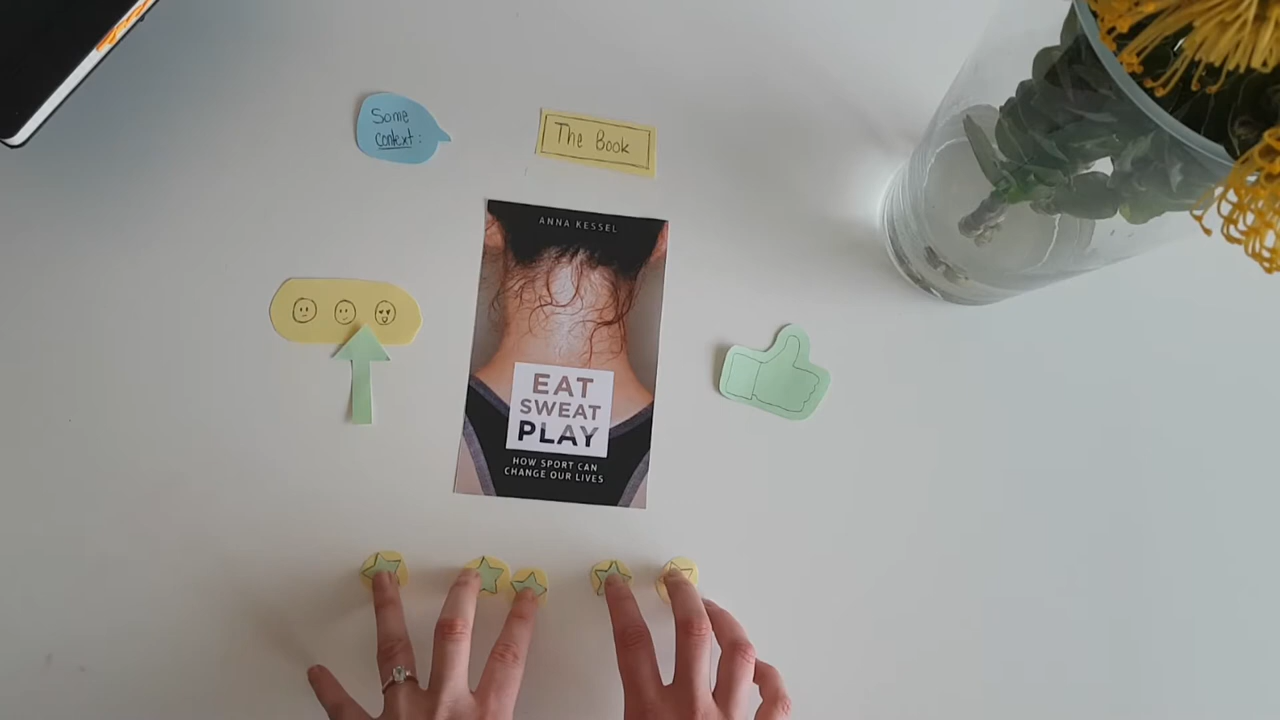 Some
context:
The Book
ANNA KESSEL
EAT
SWEAT
PLAY
HOW SPORT CAN
CHANGE OUR LIVES